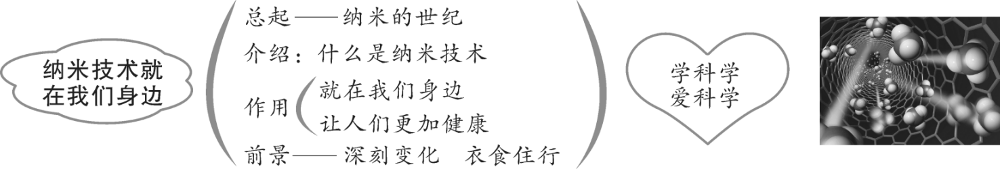 纳米技术就
在我们身边
总起——纳米的世纪
介绍：什么是纳米技术
作用
就在我们身边
让人们更加健康
前景——深刻变化 衣食住行
学科学
爱科学